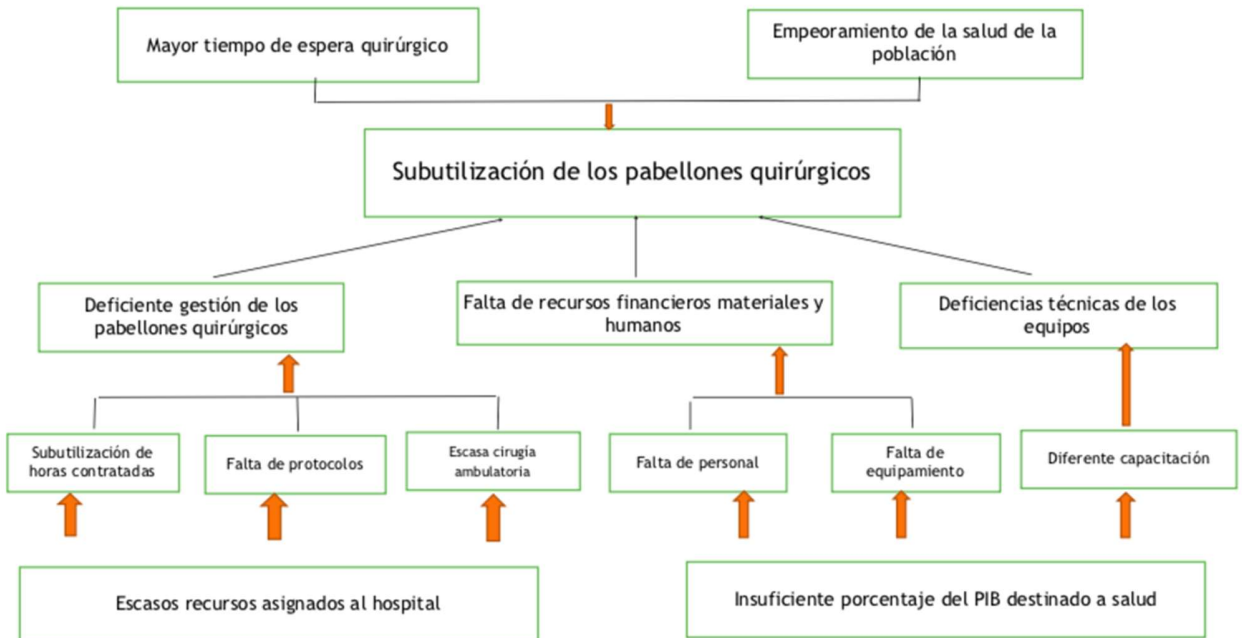 Mayor tiempo de espera quirúrgico
Empeoramiento de la salud de la
población
Subutilización de los pabellones quirúrgicos
Deficiente gestión de los
pabellones quirúrgicos
Falta de recursos financieros materiales y
humanos
Deficiencias técnicas de los
equipos
Subutilización de
horas contratadas
Falta de protocolos
Escasa cirugía
ambulatoria
Falta de personal
Falta de
equipamiento
Diferente capacitación
Escasos recursos asignados al hospital
Insuficiente porcentaje del PIB destinado a salud